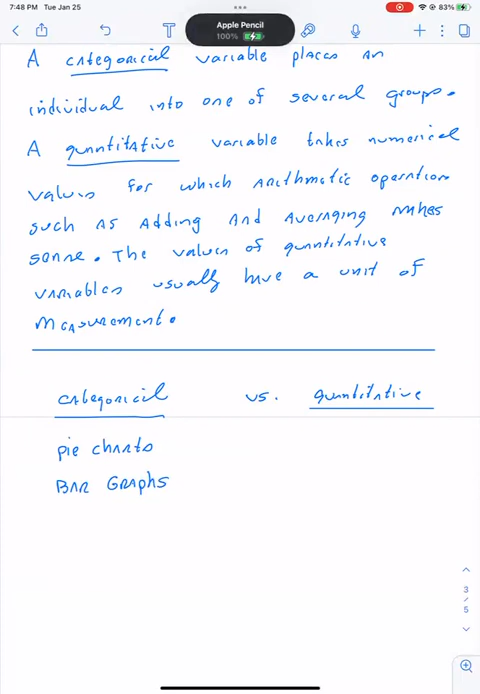 7:48 PM Tue Jan 25
Apple Pencil
100%
83%
A categorical variable places an
individual into one of several groups.
A quantitative variable takes numerical
values for which arithmetic operations
such as adding and averaging makes
sense. The values of quantitative
variables usually have a unit of
measurement.
categorical vs. quantitative
pie charts
BAR GRAPHS
3
/
5